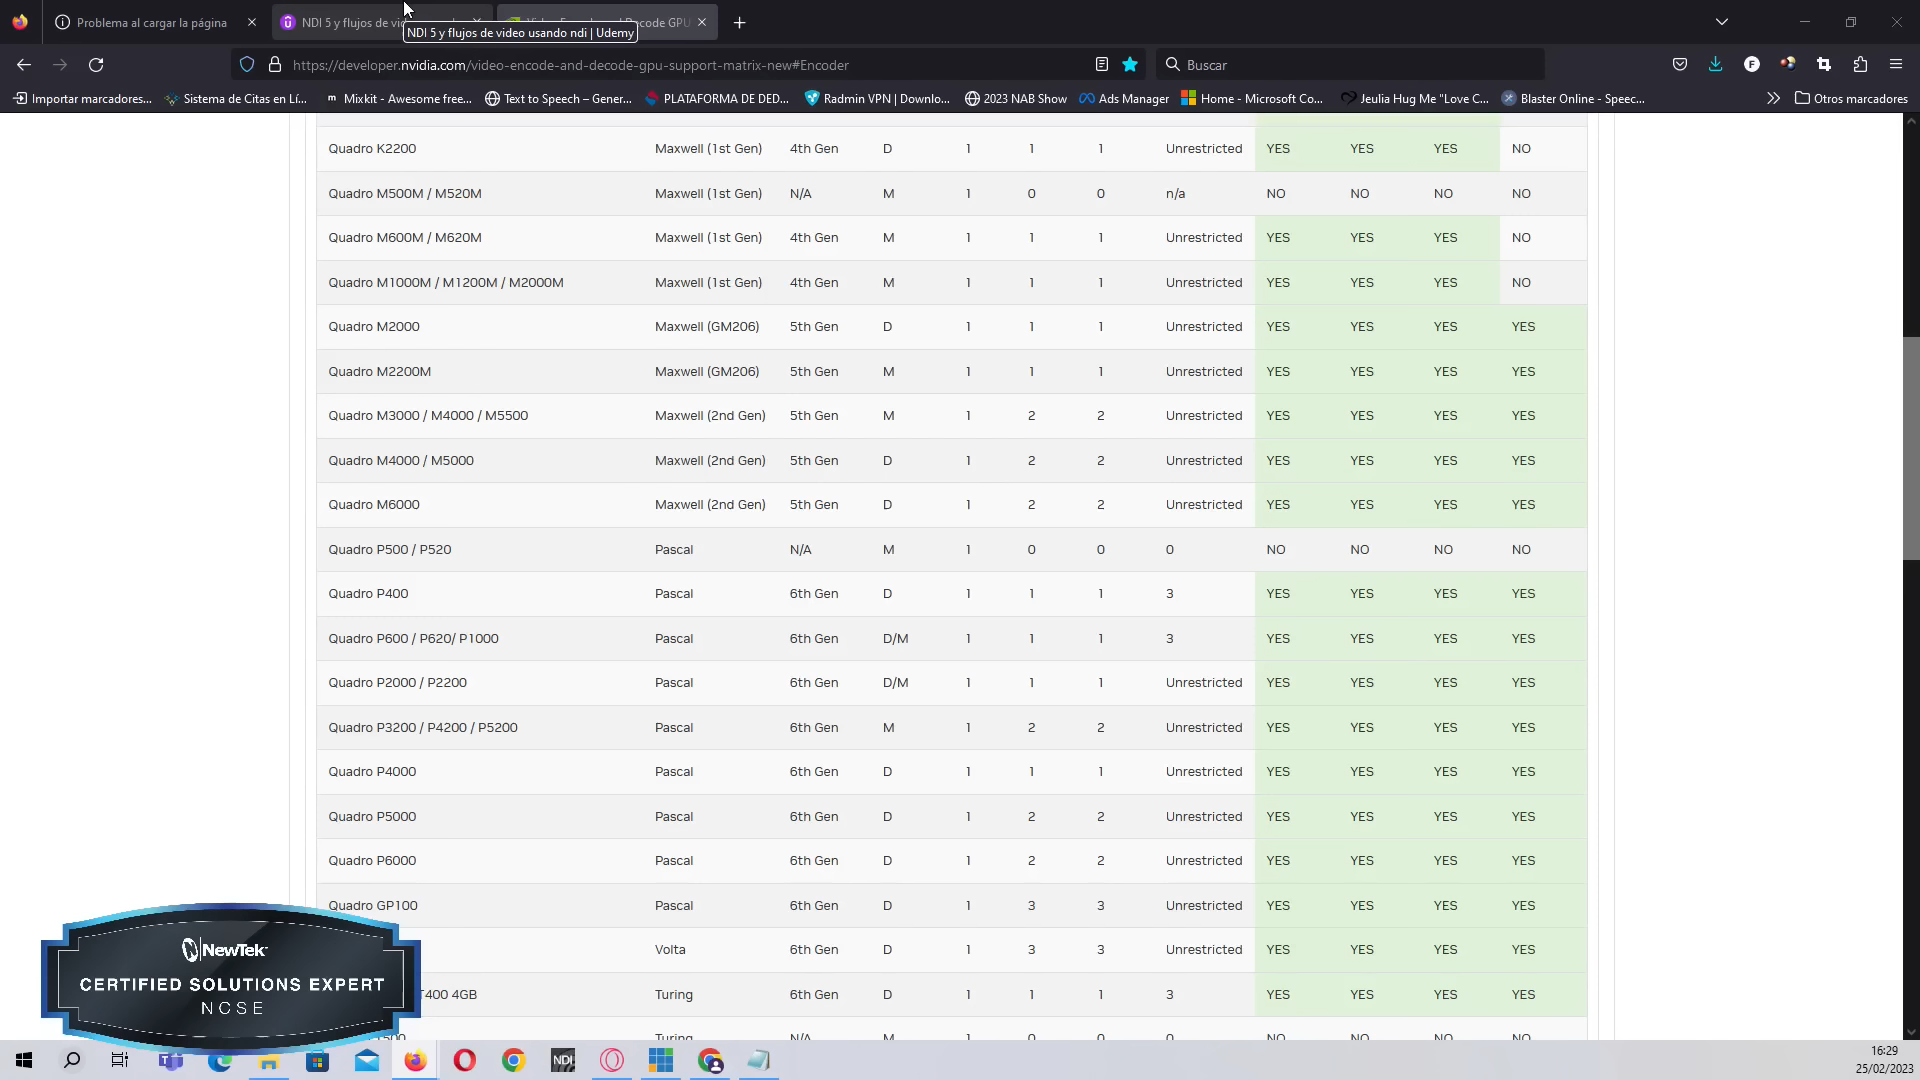 Problema al cargar la página
NDI 5 y flujos de vi
ecode GPU
NDI 5 y flujos de video usando ndi | Udemy
https://developer.nvidia.com/video-encode-and-decode-gpu-support-matrix-new#Encoder
Buscar
Importar marcadores...
Sistema de Citas en Lí...
Mixkit - Awesome free...
Text to Speech – Gener...
PLATAFORMA DE DED...
Radmin VPN | Downlo...
2023 NAB Show
Ads Manager
Home - Microsoft Co...
Jeulia Hug Me "Love C...
Blaster Online - Speec...
Otros marcadores
Quadro K2200 Maxwell (1st Gen) 4th Gen D 1 1 1 Unrestricted YES YES YES NO
Quadro M500M / M520M Maxwell (1st Gen) N/A M 1 0 0 n/a NO NO NO NO
Quadro M600M / M620M Maxwell (1st Gen) 4th Gen M 1 1 1 Unrestricted YES YES YES NO
Quadro M1000M / M1200M / M2000M Maxwell (1st Gen) 4th Gen M 1 1 1 Unrestricted YES YES YES NO
Quadro M2000 Maxwell (GM206) 5th Gen D 1 1 1 Unrestricted YES YES YES YES
Quadro M2200M Maxwell (GM206) 5th Gen M 1 1 1 Unrestricted YES YES YES YES
Quadro M3000 / M4000 / M5500 Maxwell (2nd Gen) 5th Gen M 1 2 2 Unrestricted YES YES YES YES
Quadro M4000 / M5000 Maxwell (2nd Gen) 5th Gen D 1 2 2 Unrestricted YES YES YES YES
Quadro M6000 Maxwell (2nd Gen) 5th Gen D 1 2 2 Unrestricted YES YES YES YES
Quadro P500 / P520 Pascal N/A M 1 0 0 0 NO NO NO NO
Quadro P400 Pascal 6th Gen D 1 1 1 3 YES YES YES YES
Quadro P600 / P620/ P1000 Pascal 6th Gen D/M 1 1 1 3 YES YES YES YES
Quadro P2000 / P2200 Pascal 6th Gen D/M 1 1 1 Unrestricted YES YES YES YES
Quadro P3200 / P4200 / P5200 Pascal 6th Gen M 1 2 2 Unrestricted YES YES YES YES
Quadro P4000 Pascal 6th Gen D 1 1 1 Unrestricted YES YES YES YES
Quadro P5000 Pascal 6th Gen D 1 2 2 Unrestricted YES YES YES YES
Quadro P6000 Pascal 6th Gen D 1 2 2 Unrestricted YES YES YES YES
Quadro GP100 Pascal 6th Gen D 1 3 3 Unrestricted YES YES YES YES
Volta 6th Gen D 1 3 3 Unrestricted YES YES YES YES
T400 4GB Turing 6th Gen D 1 1 1 3 YES YES YES YES
Turing N/A M 1 0 0 0 NO NO NO NO
NewTek
CERTIFIED SOLUTIONS EXPERT
NCSE
NDI
16:29
25/02/2023